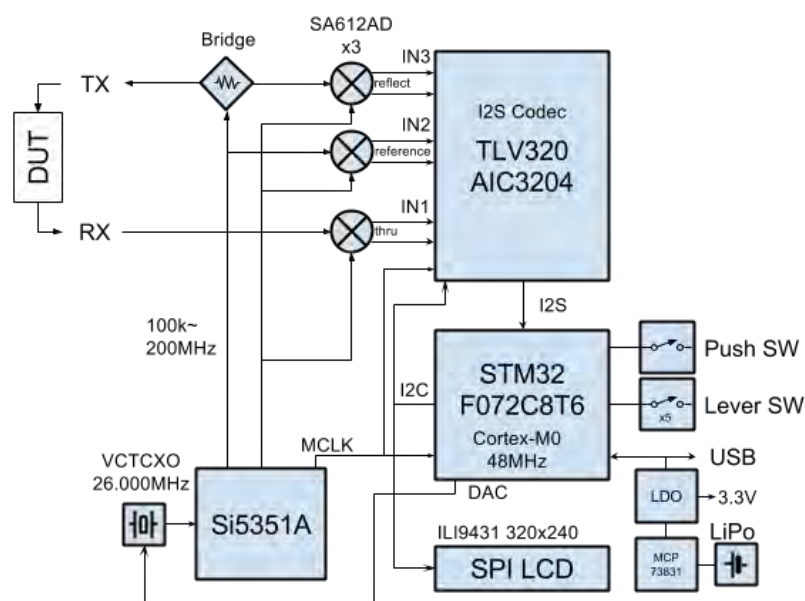 SA612AD
x3
Bridge
TX
reflect
IN3
I2S Codec
TLV320
AIC3204
IN2
reference
DUT
RX
IN1
thru
100k~
200MHz
I2S
STM32
F072C8T6
Cortex-M0
48MHz
Push SW
I2C
x5
Lever SW
MCLK
USB
VCTCXO
26.000MHz
Si5351A
DAC
LDO
3.3V
LiPo
MCP
73831
ILI9431 320x240
SPI LCD